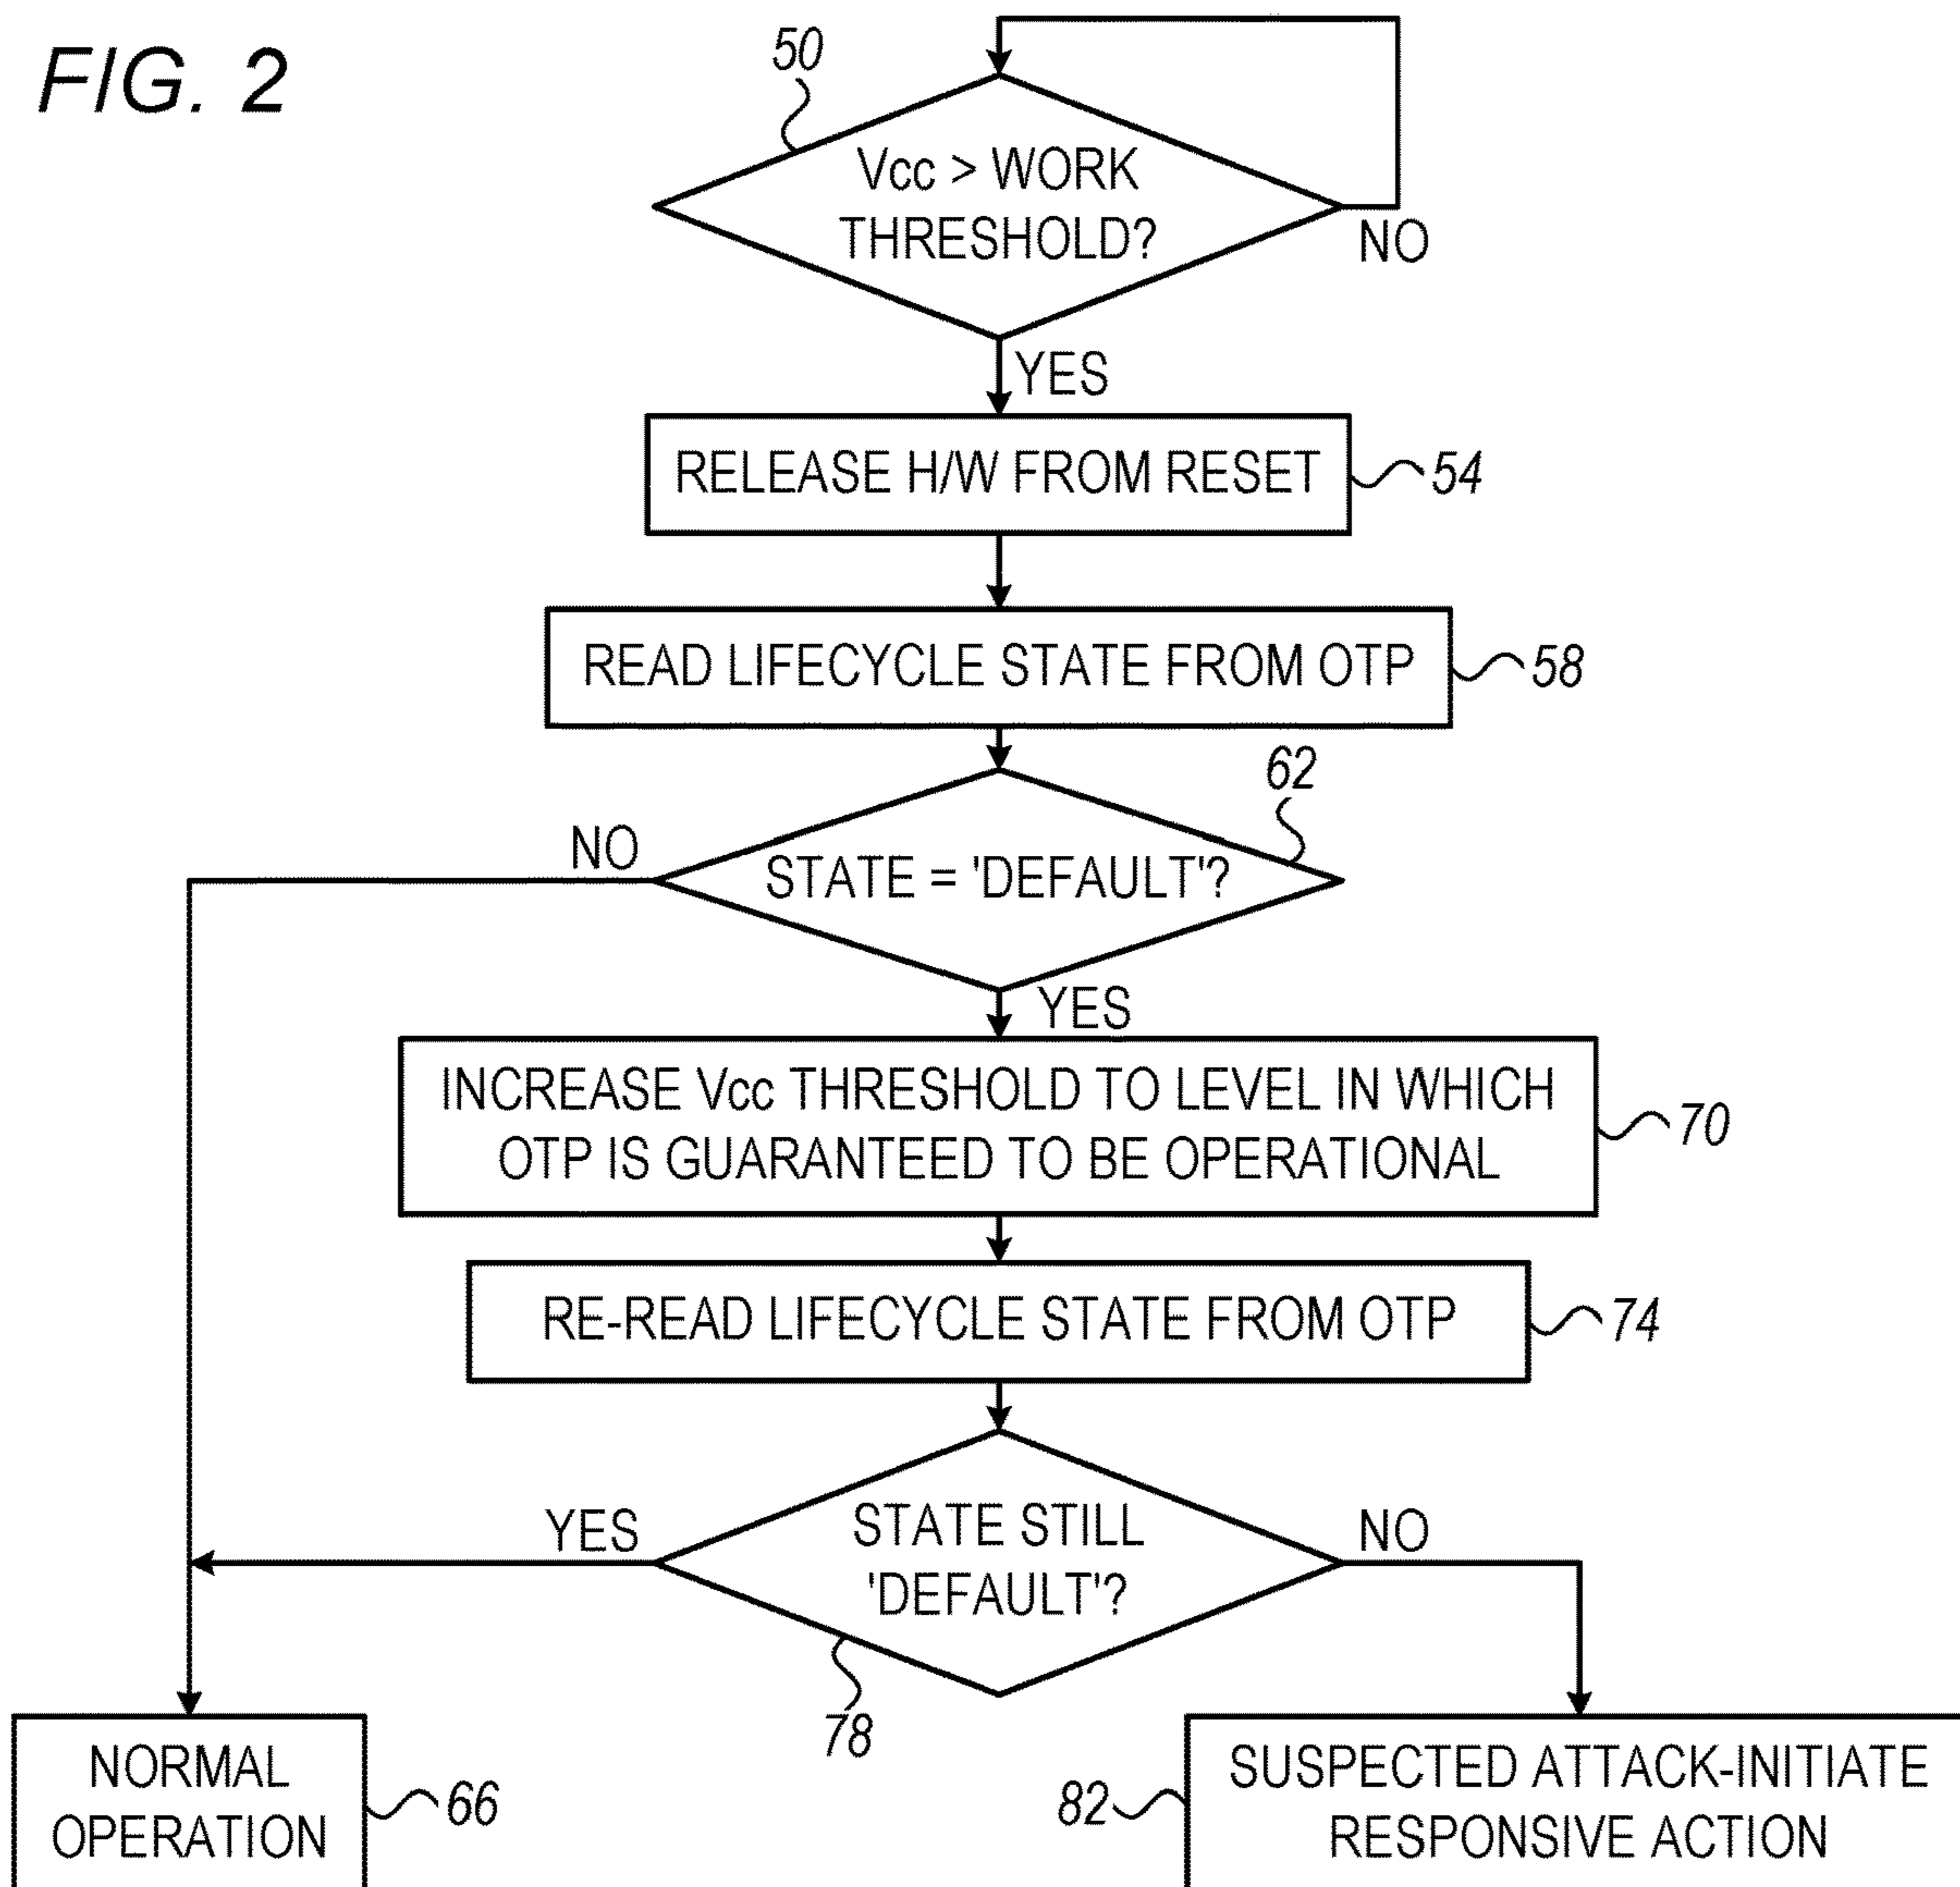 FIG. 2
50
Vcc > WORK
THRESHOLD?
NO
YES
RELEASE H/W FROM RESET
54
READ LIFECYCLE STATE FROM OTP
58
62
NO
STATE = 'DEFAULT'?
YES
INCREASE Vcc THRESHOLD TO LEVEL IN WHICH
OTP IS GUARANTEED TO BE OPERATIONAL
70
RE-READ LIFECYCLE STATE FROM OTP
74
YES
STATE STILL
'DEFAULT'?
NO
78
NORMAL
OPERATION
66
82
SUSPECTED ATTACK-INITIATE
RESPONSIVE ACTION